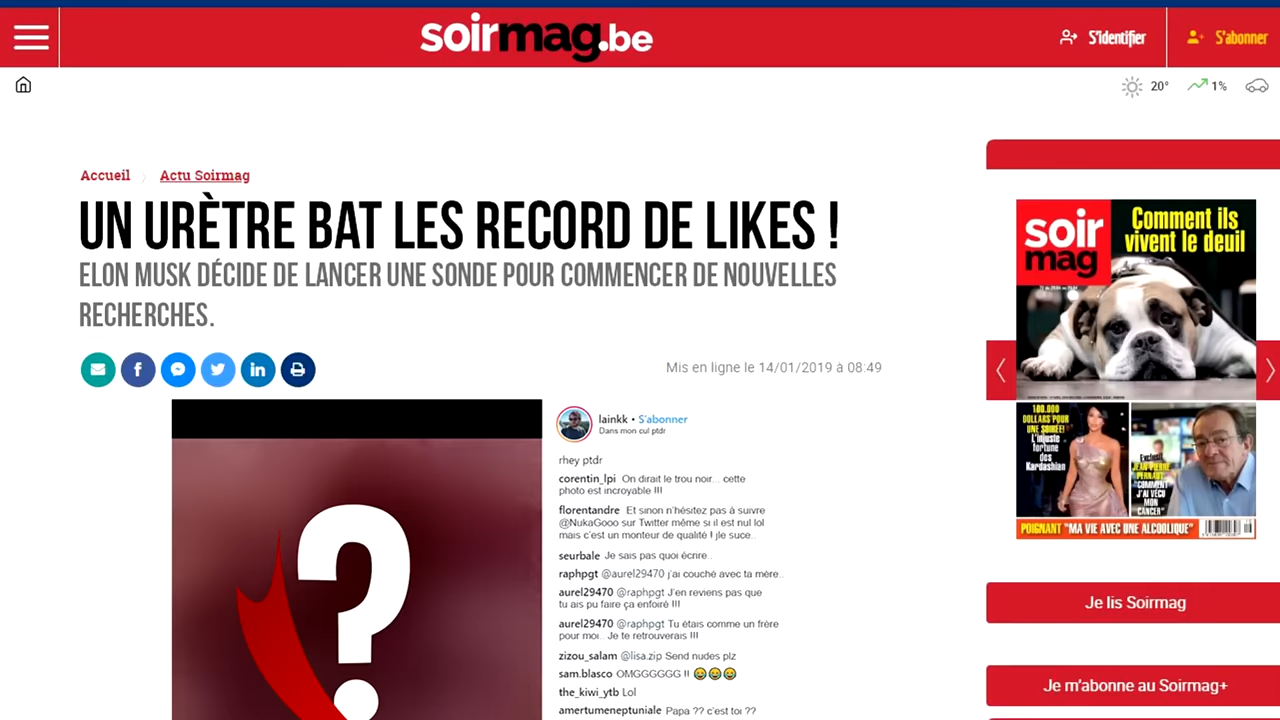 soirmag.be
S'identifier
S'abonner
20°
1%
Accueil
Actu Soirmag
UN URÈTRE BAT LES RECORD DE LIKES !
ELON MUSK DÉCIDE DE LANCER UNE SONDE POUR COMMENCER DE NOUVELLES
RECHERCHES.
Mis en ligne le 14/01/2019 à 08:49
?
lainkk • S'abonner
Dans mon cul ptdr
rhey ptdr
corentin_lpi On dirait le trou noir... cette
photo est incroyable !!!
florentandre Et sinon n'hésitez pas à suivre
@NukaGooo sur Twitter même si il est nul lol
mais c'est un monteur de qualité ! jle suce..
seurbale Je sais pas quoi écrire..
raphpgt @aurel29470 j'ai couché avec ta mère..
aurel29470 @raphpgt J'en reviens pas que
tu ais pu faire ça enfoiré !!!
aurel29470 @raphpgt Tu étais comme un frère
pour moi.. Je te retrouverais !!!
zizou_salam @lisa.zip Send nudes plz
sam.blasco OMGGGGGG !! 😂😂😂
the_kiwi_ytb Lol
amertumeneptuniale Papa ?? c'est toi ??
soir
mag
Comment ils
vivent le deuil
100.000
DOLLARS POUR
UNE SOIRÉE!
L'injuste
fortune
des
Kardashian
Exclusif
JEAN-PIERRE
PERNAUT:
"COMMENT
J'AI VÉCU
MON
CANCER"
POIGNANT "MA VIE AVEC UNE ALCOOLIQUE"
Je lis Soirmag
Je m'abonne au Soirmag+